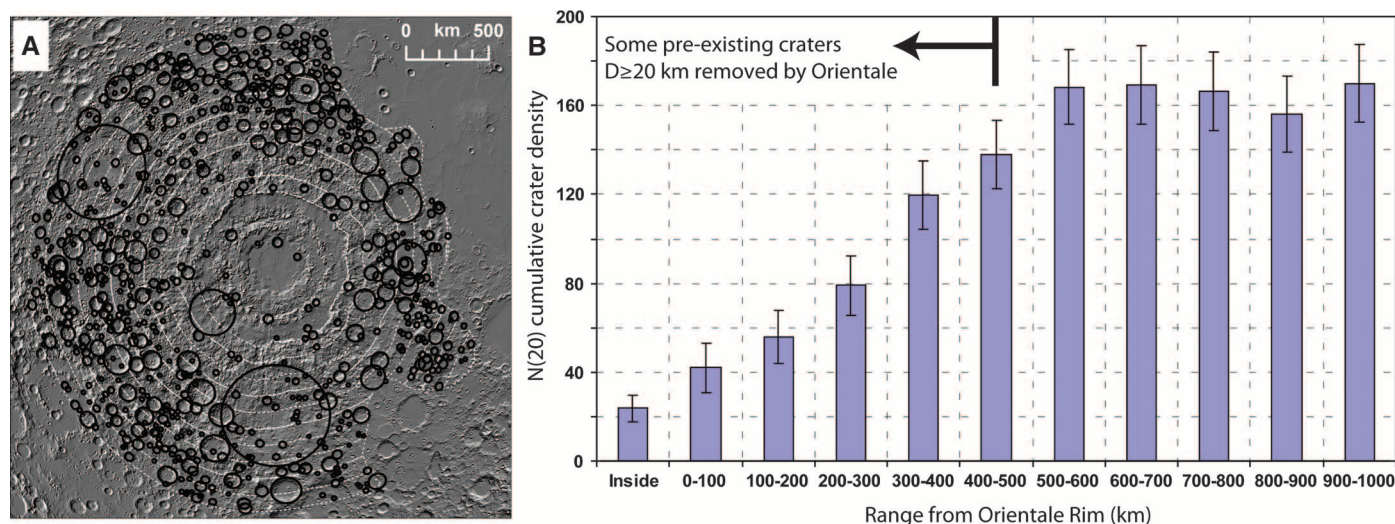 A
km
0 500
B
Some pre-existing craters
D≥20 km removed by Orientale
N(20) cumulative crater density
200
160
120
80
40
0
Inside 0-100 100-200 200-300 300-400 400-500 500-600 600-700 700-800 800-900 900-1000
Range from Orientale Rim (km)